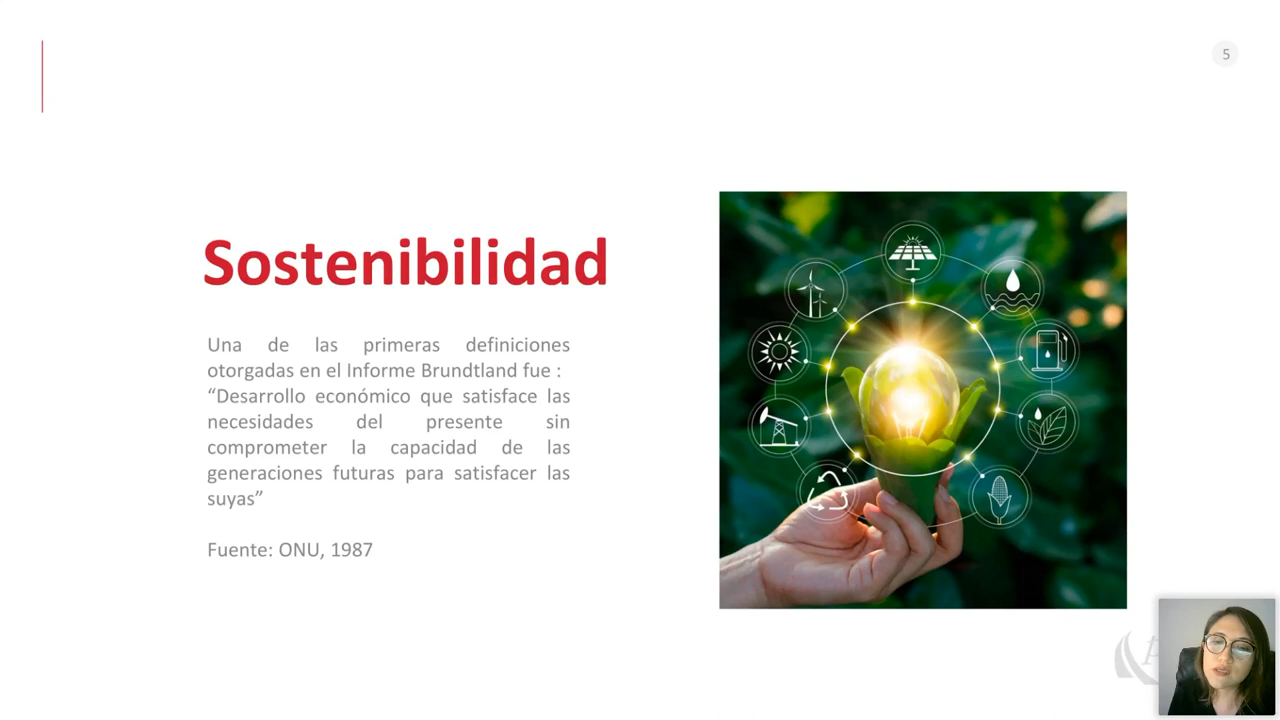 5
Sostenibilidad
Una de las primeras definiciones
otorgadas en el Informe Brundtland fue :
“Desarrollo económico que satisface las
necesidades del presente sin
comprometer la capacidad de las
generaciones futuras para satisfacer las
suyas”
Fuente: ONU, 1987